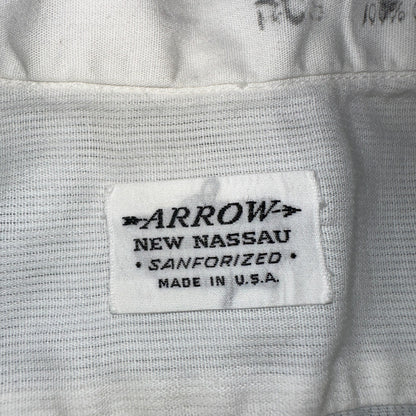 100%
ARROW
NEW NASSAU
• SANFORIZED •
MADE IN U.S.A.